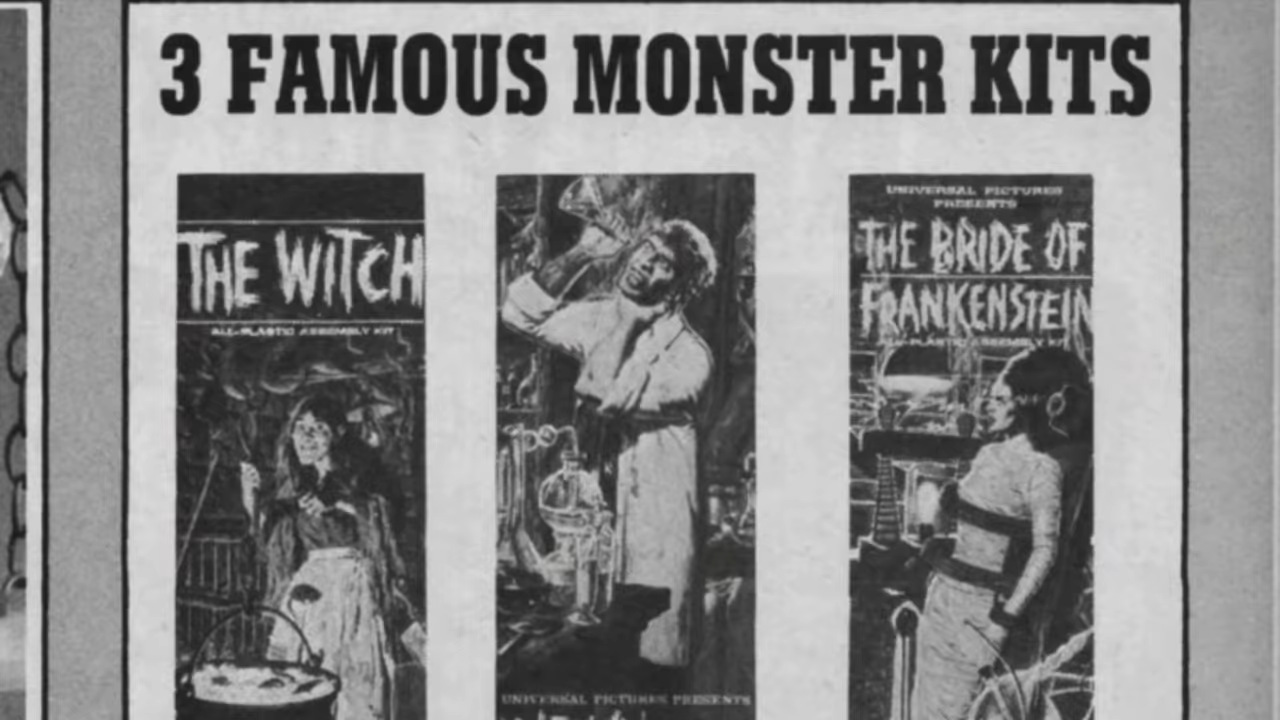 3 FAMOUS MONSTER KITS
THE WITCH
ALL-PLASTIC ASSEMBLY KIT
UNIVERSAL PICTURES PRESENTS
UNIVERSAL PICTURES
PRESENTS
THE BRIDE OF
FRANKENSTEIN
ALL-PLASTIC ASSEMBLY KIT